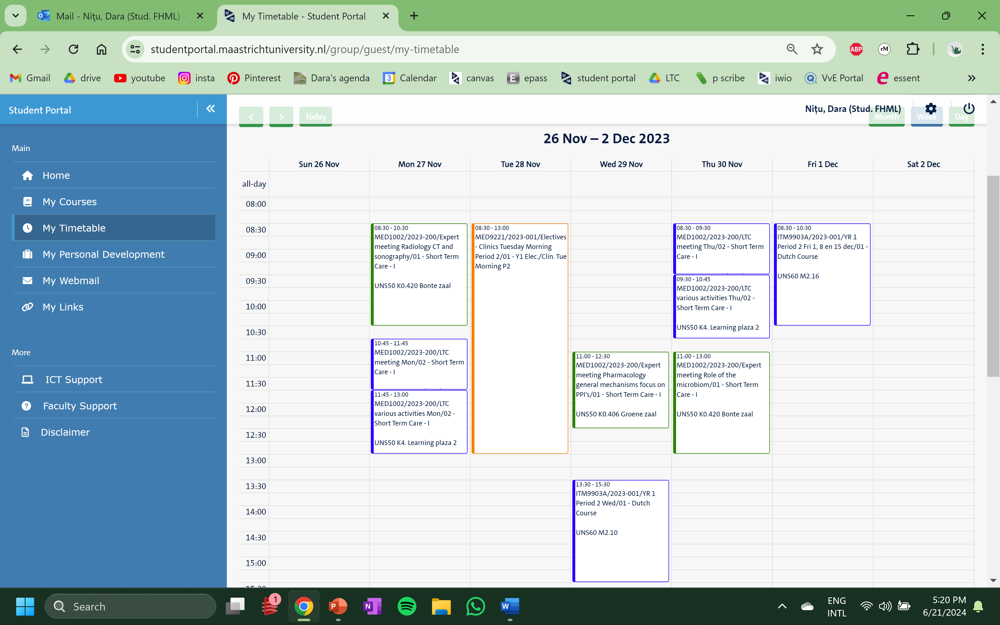 Mail - Nițu, Dara (Stud. FHML) -
My Timetable - Student Portal
studentportal.maastrichtuniversity.nl/group/guest/my-timetable
ABP
rM
Gmail
drive
youtube
insta
Pinterest
Dara's agenda
3
Calendar
canvas
E
epass
student portal
LTC
p scribe
iwio
VvE Portal
essent
Student Portal
Nițu, Dara (Stud. FHML)
Today
Month
Week
Day
Main
Home
My Courses
My Timetable
My Personal Development
My Webmail
My Links
More
ICT Support
Faculty Support
Disclaimer
26 Nov – 2 Dec 2023
Sun 26 Nov
Mon 27 Nov
Tue 28 Nov
Wed 29 Nov
Thu 30 Nov
Fri 1 Dec
Sat 2 Dec
all-day
08:00
08:30
09:00
09:30
10:00
10:30
11:00
11:30
12:00
12:30
13:00
13:30
14:00
14:30
15:00
08:30 - 10:30
MED1002/2023-200/Expert
meeting Radiology CT and
sonography/01 - Short Term
Care - I
UNS50 K0.420 Bonte zaal
10:45 - 11:45
MED1002/2023-200/LTC
meeting Mon/02 - Short Term
Care - I
11:45 - 13:00
MED1002/2023-200/LTC
various activities Mon/02 -
Short Term Care - I
UNS50 K4. Learning plaza 2
08:30 - 13:00
MED9221/2023-001/Electives
- Clinics Tuesday Morning
Period 2/01 - Y1 Elec./Clin. Tue
Morning P2
11:00 - 12:30
MED1002/2023-200/Expert
meeting Pharmacology
general mechanisms focus on
PPI's/01 - Short Term Care - I
UNS50 K0.406 Groene zaal
13:30 - 15:30
ITM9903A/2023-001/YR 1
Period 2 Wed/01 - Dutch
Course
UNS60 M2.10
08:30 - 09:30
MED1002/2023-200/LTC
meeting Thu/02 - Short Term
Care - I
09:30 - 10:45
MED1002/2023-200/LTC
various activities Thu/02 -
Short Term Care - I
UNS50 K4. Learning plaza 2
11:00 - 13:00
MED1002/2023-200/Expert
meeting Role of the
microbiom/01 - Short Term
Care - I
UNS50 K0.420 Bonte zaal
08:30 - 10:30
ITM9903A/2023-001/YR 1
Period 2 Fri 1, 8 en 15 dec/01 -
Dutch Course
UNS60 M2.16
Search
1
ENG
INTL
5:20 PM
6/21/2024